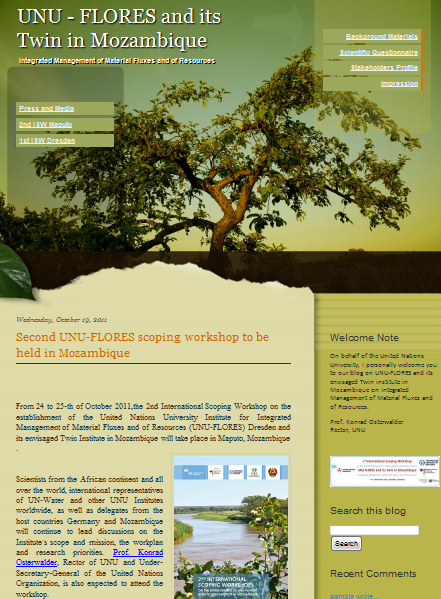 UNU - FLORES and its
Twin in Mozambique
Integrated Management of Material Fluxes and of Resources
Background Materials
Scientific Questionnaire
Stakeholders Profile
Impression
Press and Media
2nd ISW Maputo
1st ISW Dresden
Wednesday, October 19, 2011
Second UNU-FLORES scoping workshop to be
held in Mozambique
From 24 to 25-th of October 2011,the 2nd International Scoping Workshop on the
establishment of the United Nations University Institute for Integrated
Management of Material Fluxes and of Resources (UNU-FLORES) Dresden and
its envisaged Twin Institute in Mozambique will take place in Maputo, Mozambique
.
Scientists from the African continent and all
over the world, international representatives
of UN-Water and other UNU Institutes
worldwide, as well as delegates from the
host countries Germany and Mozambique
will continue to lead discussions on the
Institute's scope and mission, the workplan
and research priorities. Prof. Konrad
Osterwalder, Rector of UNU and Under-
Secretary-General of the United Nations
Organization, is also expected to attend the
workshop.
2ND INTERNATIONAL
SCOPING WORKSHOP
Welcome Note
On behalf of the United Nations
University, I personally welcome you
to our blog on UNU-FLORES and its
envisaged Twin Institute in
Mozambique on Integrated
Management of Material Fluxes and
of Resources.
Prof. Konrad Osterwalder
Rector, UNU
1st International Scoping Workshop
Search this blog
Search
Recent Comments
sample wrote...